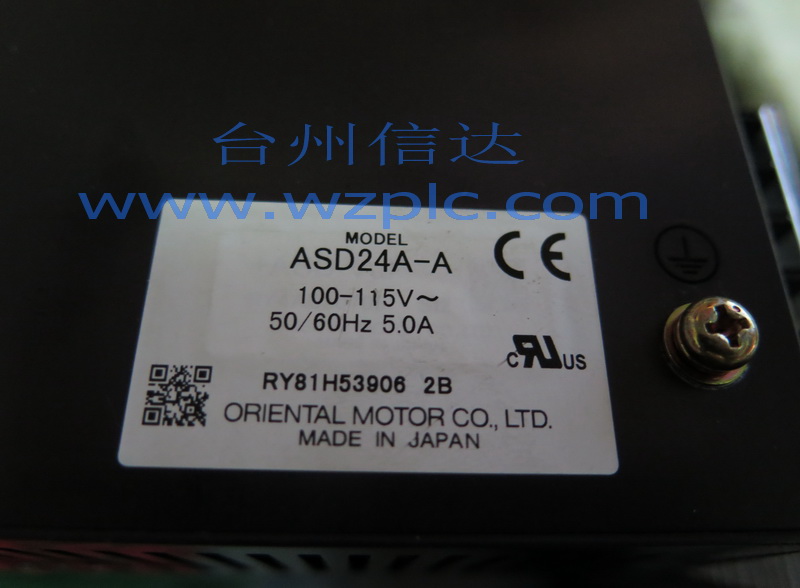 台州信达
www.wzplc.com
MODEL
ASD24A-A
100-115V~
50/60Hz 5.0A
CE
c RU US
RY81H53906 2B
ORIENTAL MOTOR CO., LTD.
MADE IN JAPAN